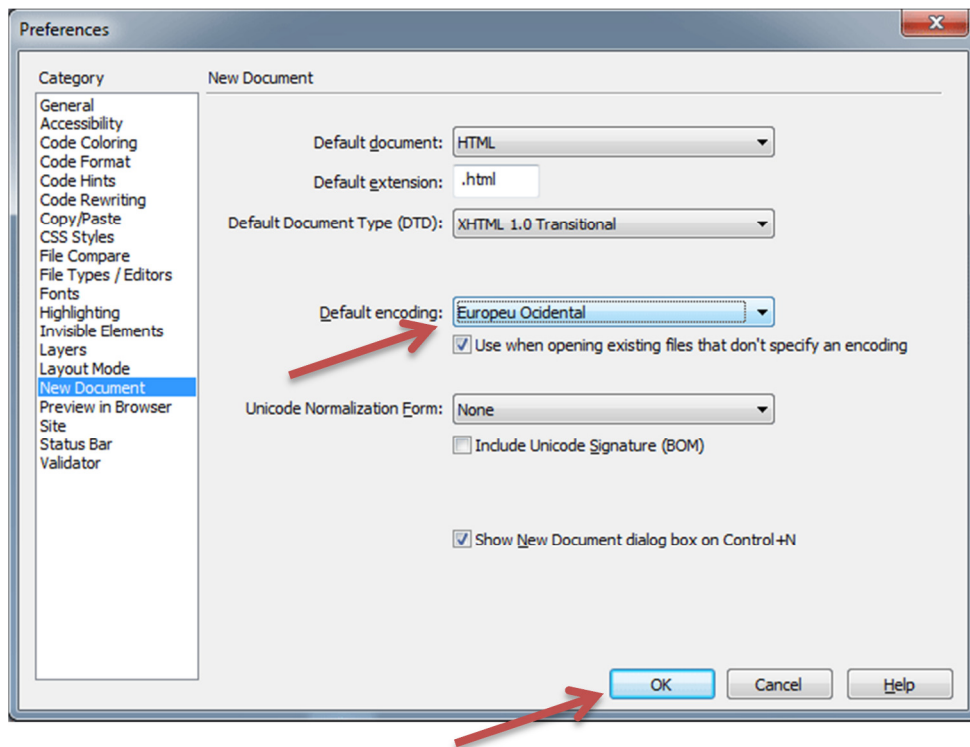 Preferences
Category
General
Accessibility
Code Coloring
Code Format
Code Hints
Code Rewriting
Copy/Paste
CSS Styles
File Compare
File Types / Editors
Fonts
Highlighting
Invisible Elements
Layers
Layout Mode
New Document
Preview in Browser
Site
Status Bar
Validator
New Document
Default document: HTML
Default extension: .html
Default Document Type (DTD): XHTML 1.0 Transitional
Default encoding: Europeu Ocidental
Use when opening existing files that don't specify an encoding
Unicode Normalization Form: None
Include Unicode Signature (BOM)
Show New Document dialog box on Control+N
OK Cancel Help